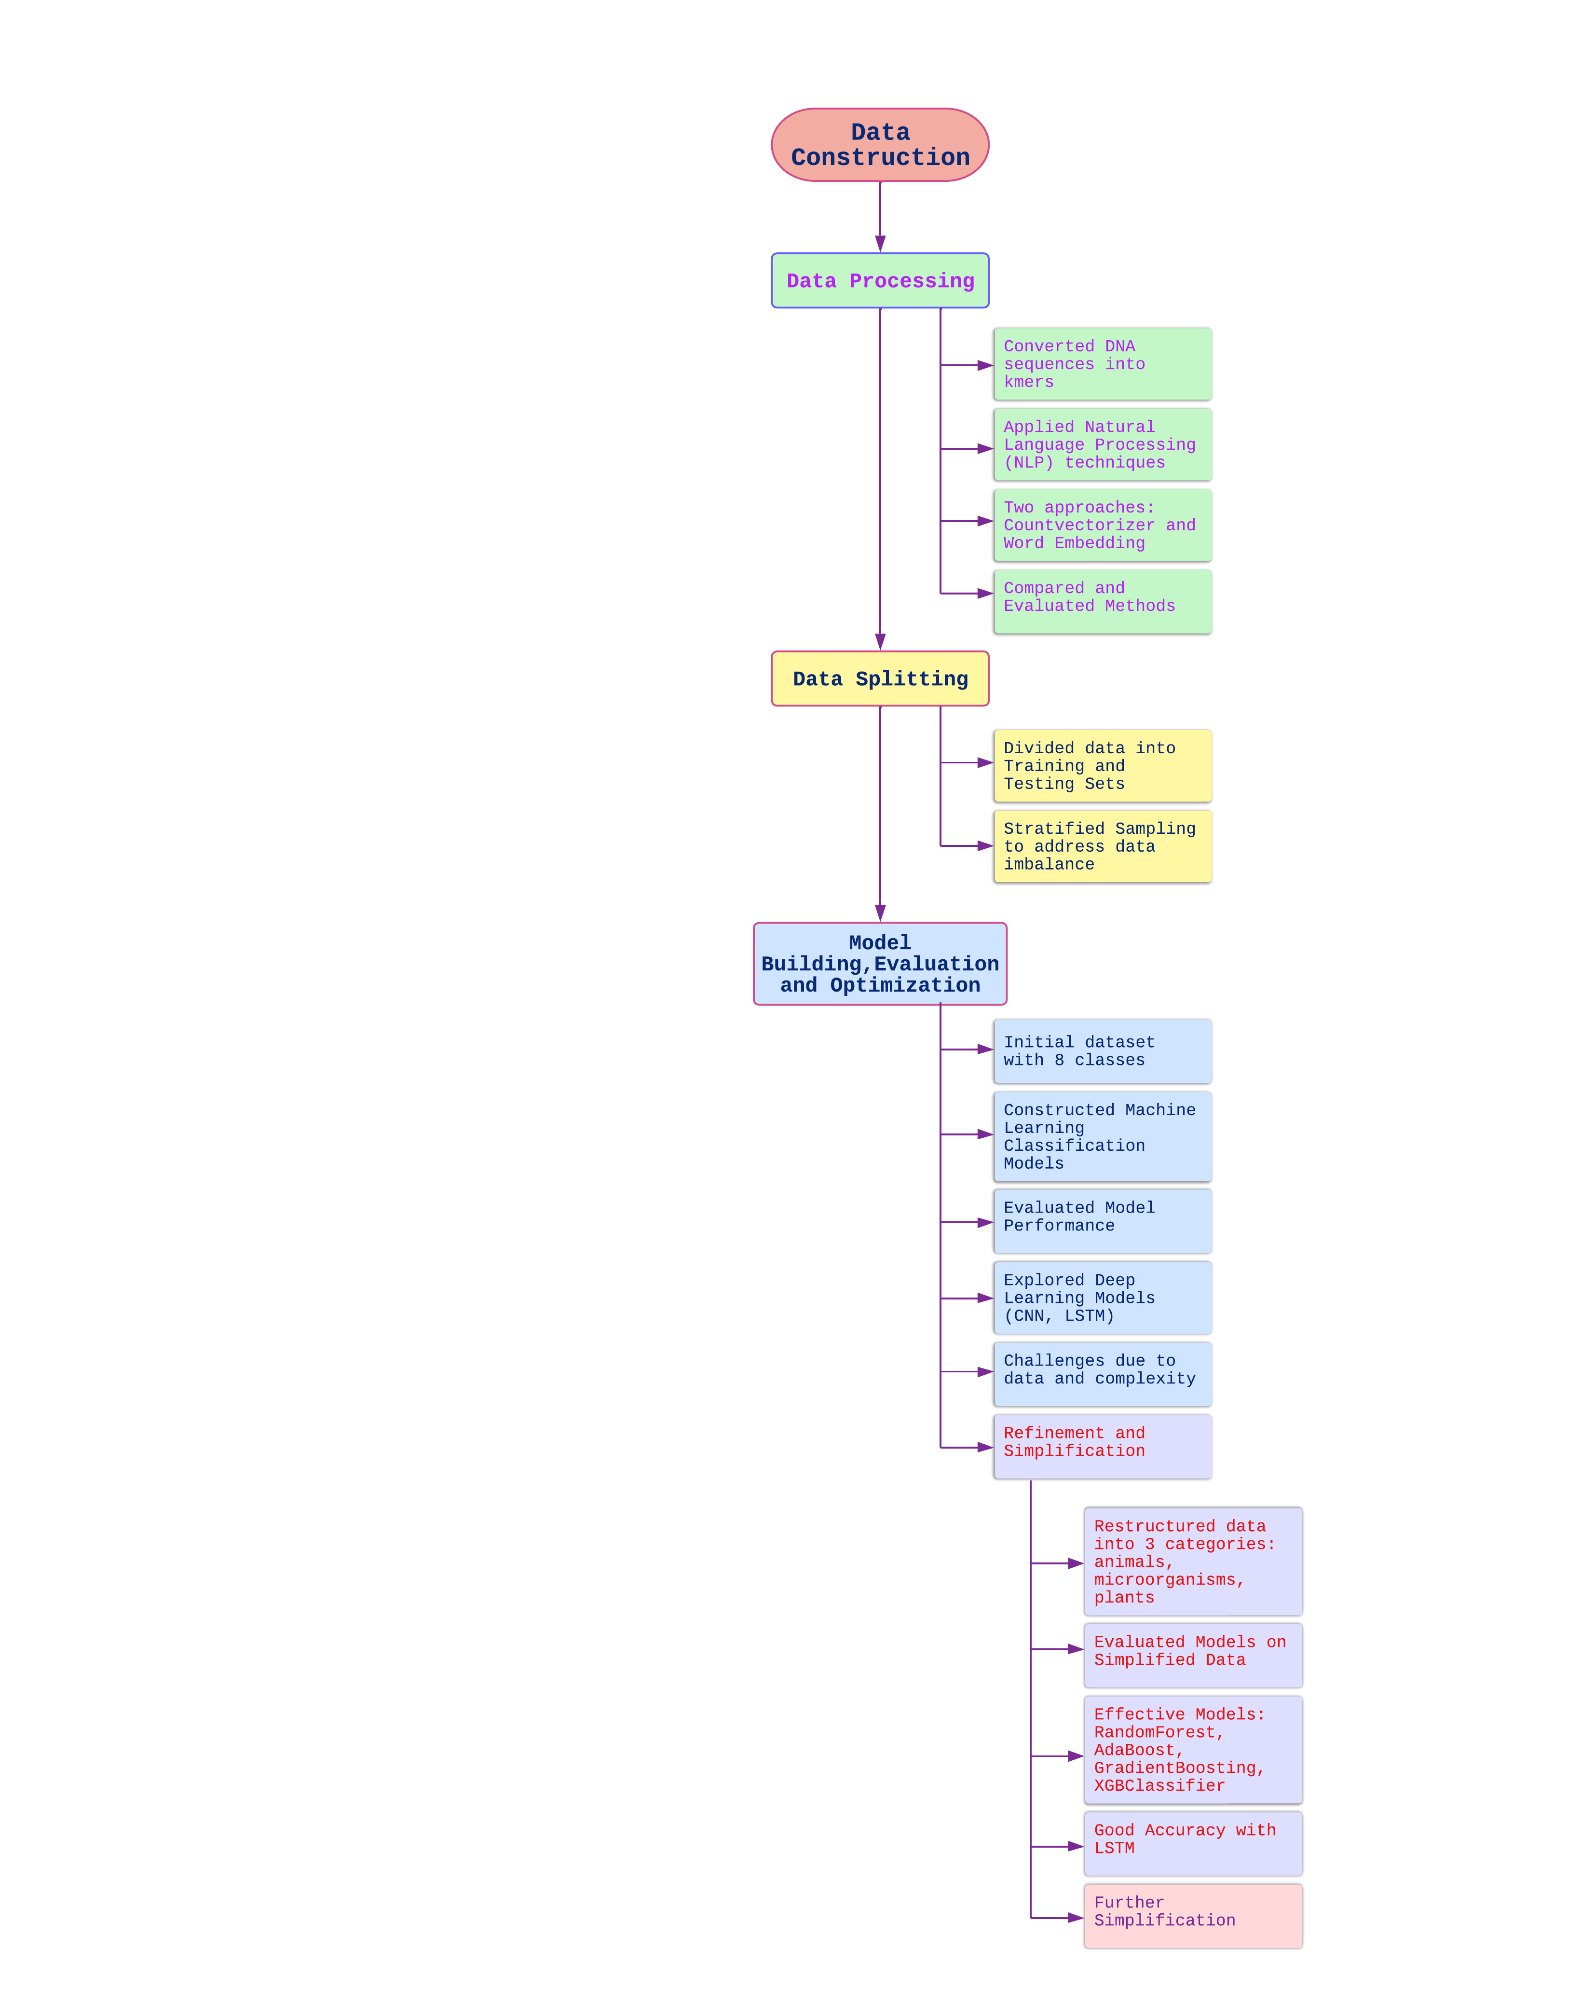 Data
Construction
Data Processing
Converted DNA
sequences into
kmers
Applied Natural
Language Processing
(NLP) techniques
Two approaches:
Countvectorizer and
Word Embedding
Compared and
Evaluated Methods
Data Splitting
Divided data into
Training and
Testing Sets
Stratified Sampling
to address data
imbalance
Model
Building,Evaluation
and Optimization
Initial dataset
with 8 classes
Constructed Machine
Learning
Classification
Models
Evaluated Model
Performance
Explored Deep
Learning Models
(CNN, LSTM)
Challenges due to
data and complexity
Refinement and
Simplification
Restructured data
into 3 categories:
animals,
microorganisms,
plants
Evaluated Models on
Simplified Data
Effective Models:
RandomForest,
AdaBoost,
GradientBoosting,
XGBClassifier
Good Accuracy with
LSTM
Further
Simplification